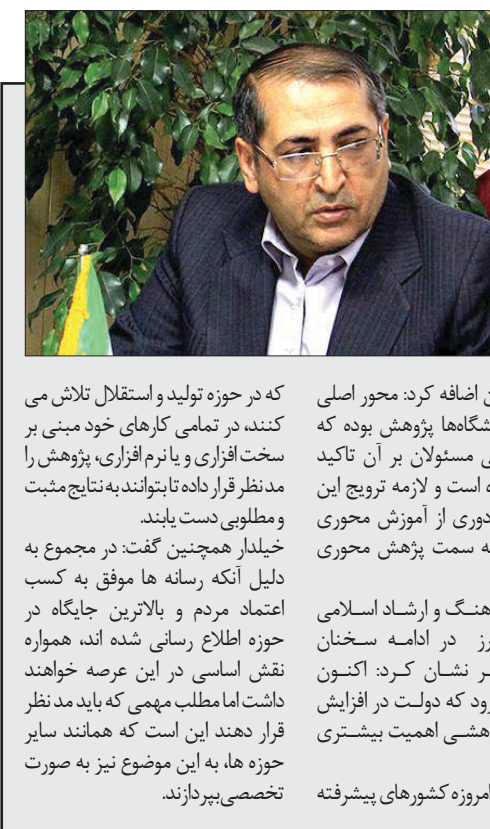 ن اضافه کرد: محور اصلی
شگاه‌ها پژوهش بوده که
ی مسئولان بر آن تاکید
ه است و لازمه ترویج این
دوری از آموزش محوری
ه سمت پژهش محوری
هنگ و ارشاد اسلامی
رز در ادامه سخنان
ر نشان کرد: اکنون
رود که دولت در افزایش
هشی اهمیت بیشتری
امروزه کشورهای پیشرفته
که در حوزه تولید و استقلال تلاش می
کنند، در تمامی کارهای خود مبنی بر
سخت افزاری و یا نرم افزاری، پژوهش را
مدنظر قرار داده تا بتوانند به نتایج مثبت
و مطلوبی دست یابند.
خیلدار همچنین گفت: در مجموع به
دلیل آنکه رسانه ها موفق به کسب
اعتماد مردم و بالاترین جایگاه در
حوزه اطلاع رسانی شده اند، همواره
نقش اساسی در این عرصه خواهند
داشت اما مطلب مهمی که باید مد نظر
قرار دهند این است که همانند سایر
حوزه ها، به این موضوع نیز به صورت
تخصصی بپردازند.